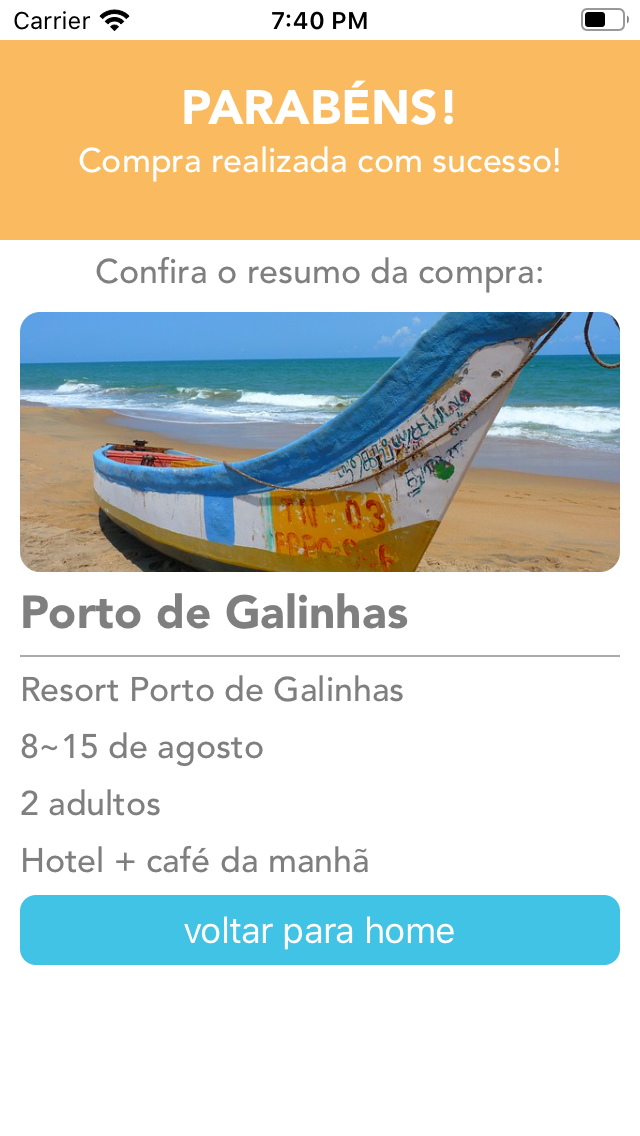 Carrier 7:40 PM
PARABÉNS!
Compra realizada com sucesso!
Confira o resumo da compra:
TN - 03
Porto de Galinhas
Resort Porto de Galinhas
8~15 de agosto
2 adultos
Hotel + café da manhã
voltar para home